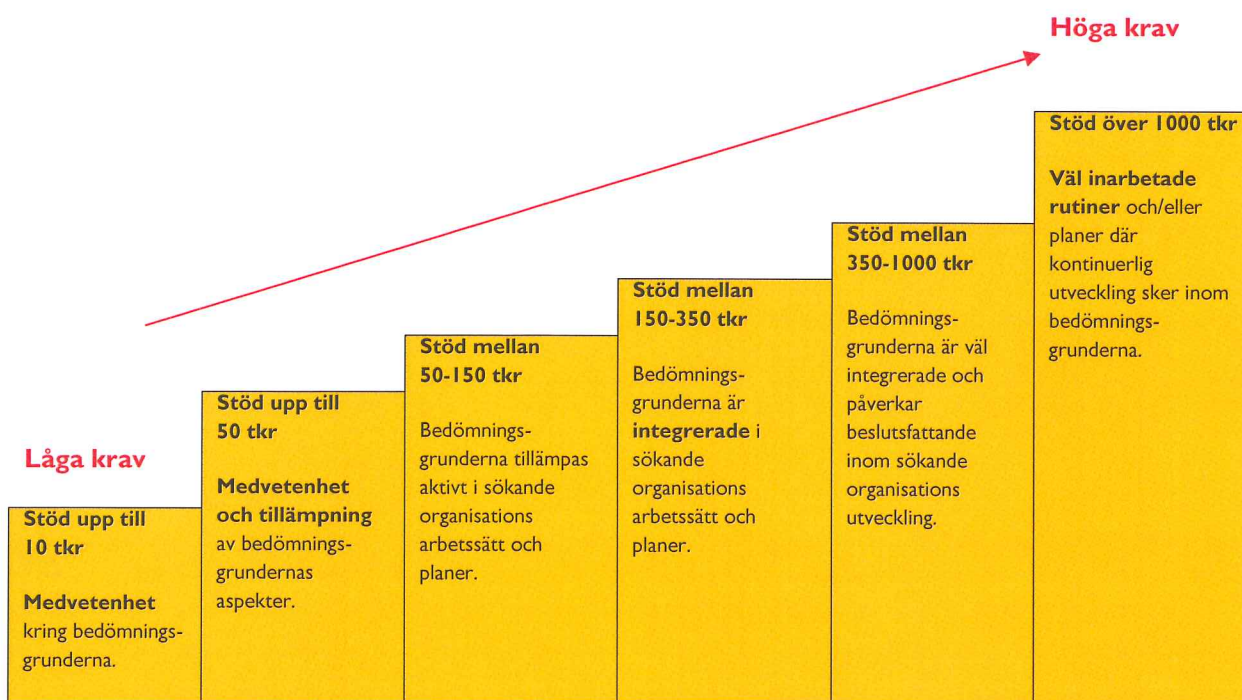 Höga krav
Låga krav
Stöd upp till
10 tkr
Medvetenhet
kring bedömnings-
grunderna.
Stöd upp till
50 tkr
Medvetenhet
och tillämpning
av bedömnings-
grundernas
aspekter.
Stöd mellan
50-150 tkr
Bedömnings-
grunderna tillämpas
aktivt i sökande
organisations
arbetssätt och
planer.
Stöd mellan
150-350 tkr
Bedömnings-
grunderna är
integrerade i
sökande
organisations
arbetssätt och
planer.
Stöd mellan
350-1000 tkr
Bedömnings-
grunderna är väl
integrerade och
påverkar
beslutsfattande
inom sökande
organisations
utveckling.
Stöd över 1000 tkr
Väl inarbetade
rutiner och/eller
planer där
kontinuerlig
utveckling sker inom
bedömnings-
grunderna.